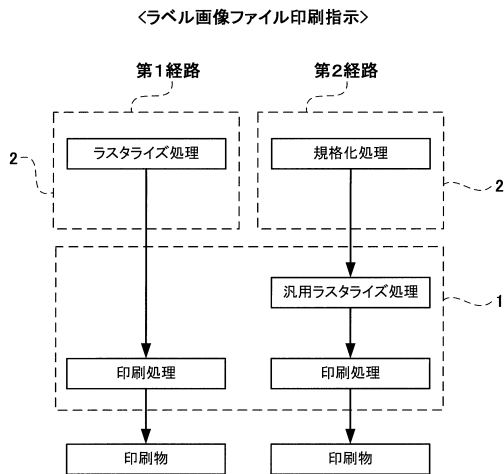 <ラベル画像ファイル印刷指示>
第1経路
第2経路
2
ラスタライズ処理
規格化処理
2
汎用ラスタライズ処理
1
印刷処理
印刷処理
印刷物
印刷物